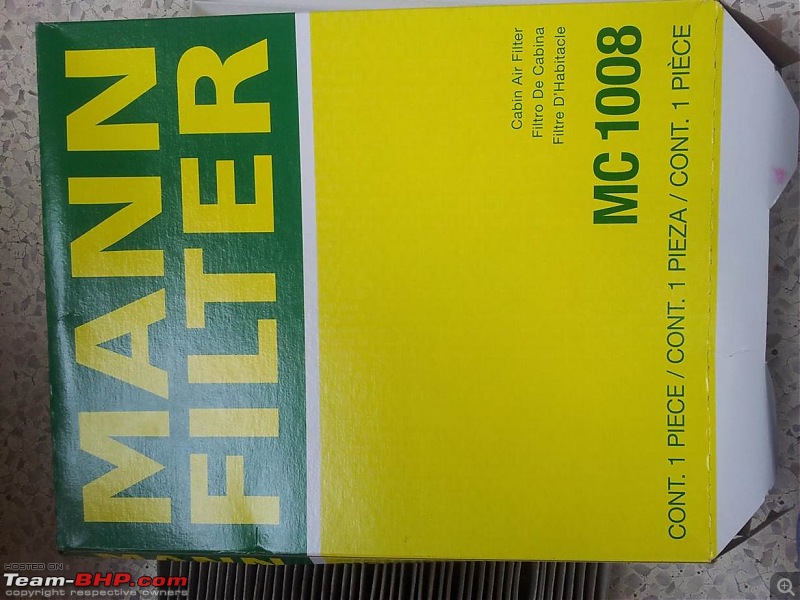 MANN
FILTER
Cabin Air Filter
Filtro De Cabina
Filtre D'Habitacle
MC 1008
CONT. 1 PIECE / CONT. 1 PIEZA / CONT. 1 PIÈCE
MANN
HOSTED ON
Team-BHP.com
copyright respective owners